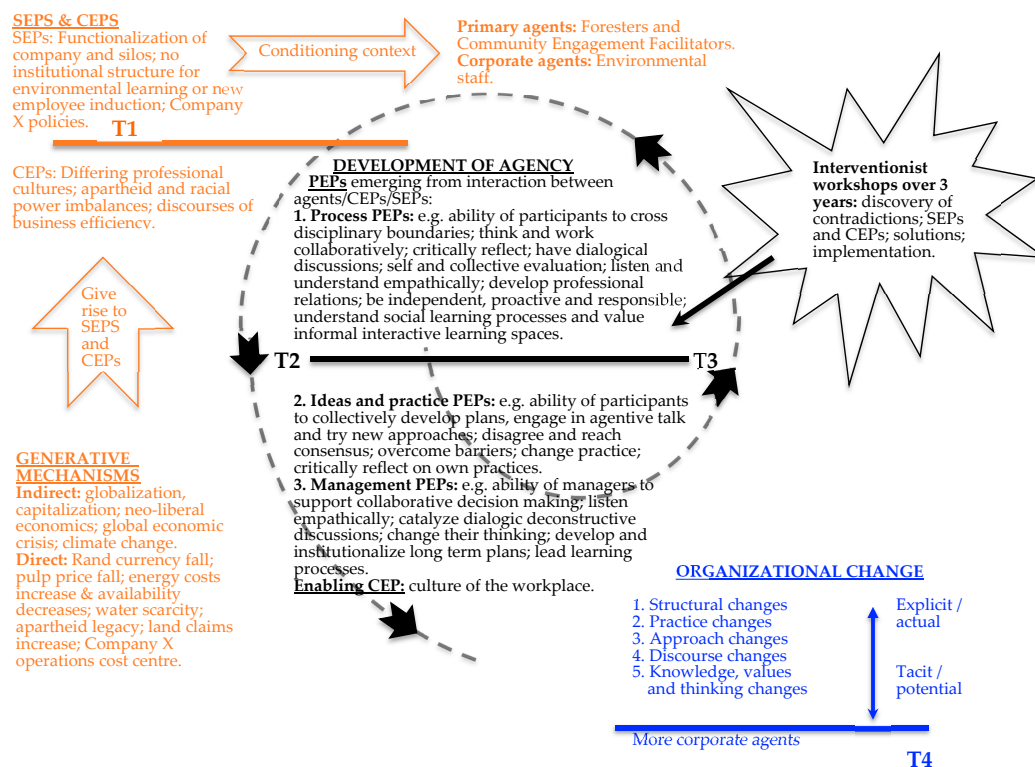 SEPS & CEPS
SEPs: Functionalization of
company and silos; no
institutional structure for
environmental learning or new
employee induction; Company
X policies.
T1
CEPs: Differing professional
cultures; apartheid and racial
power imbalances; discourses of
business efficiency.
Conditioning context
Primary agents: Foresters and
Community Engagement Facilitators.
Corporate agents: Environmental
staff.
Give
rise to
SEPS
and
CEPs
GENERATIVE
MECHANISMS
Indirect: globalization,
capitalization; neo-liberal
economics; global economic
crisis; climate change.
Direct: Rand currency fall;
pulp price fall; energy costs
increase & availability
decreases; water scarcity;
apartheid legacy; land claims
increase; Company X
operations cost centre.
DEVELOPMENT OF AGENCY
PEPs emerging from interaction between
agents/CEPs/SEPs:
1. Process PEPs: e.g. ability of participants to cross
disciplinary boundaries; think and work
collaboratively; critically reflect; have dialogical
discussions; self and collective evaluation; listen and
understand empathically; develop professional
relations; be independent, proactive and responsible;
understand social learning processes and value
informal interactive learning spaces.
T2
T3
2. Ideas and practice PEPs: e.g. ability of participants
to collectively develop plans, engage in agentive talk
and try new approaches; disagree and reach
consensus; overcome barriers; change practice;
critically reflect on own practices.
3. Management PEPs: e.g. ability of managers to
support collaborative decision making; listen
empathically; catalyze dialogic deconstructive
discussions; change their thinking; develop and
institutionalize long term plans; lead learning
processes.
Enabling CEP: culture of the workplace.
Interventionist
workshops over 3
years: discovery of
contradictions; SEPs
and CEPs; solutions;
implementation.
ORGANIZATIONAL CHANGE
1. Structural changes
2. Practice changes
3. Approach changes
4. Discourse changes
5. Knowledge, values
and thinking changes
Explicit /
actual
Tacit /
potential
More corporate agents
T4